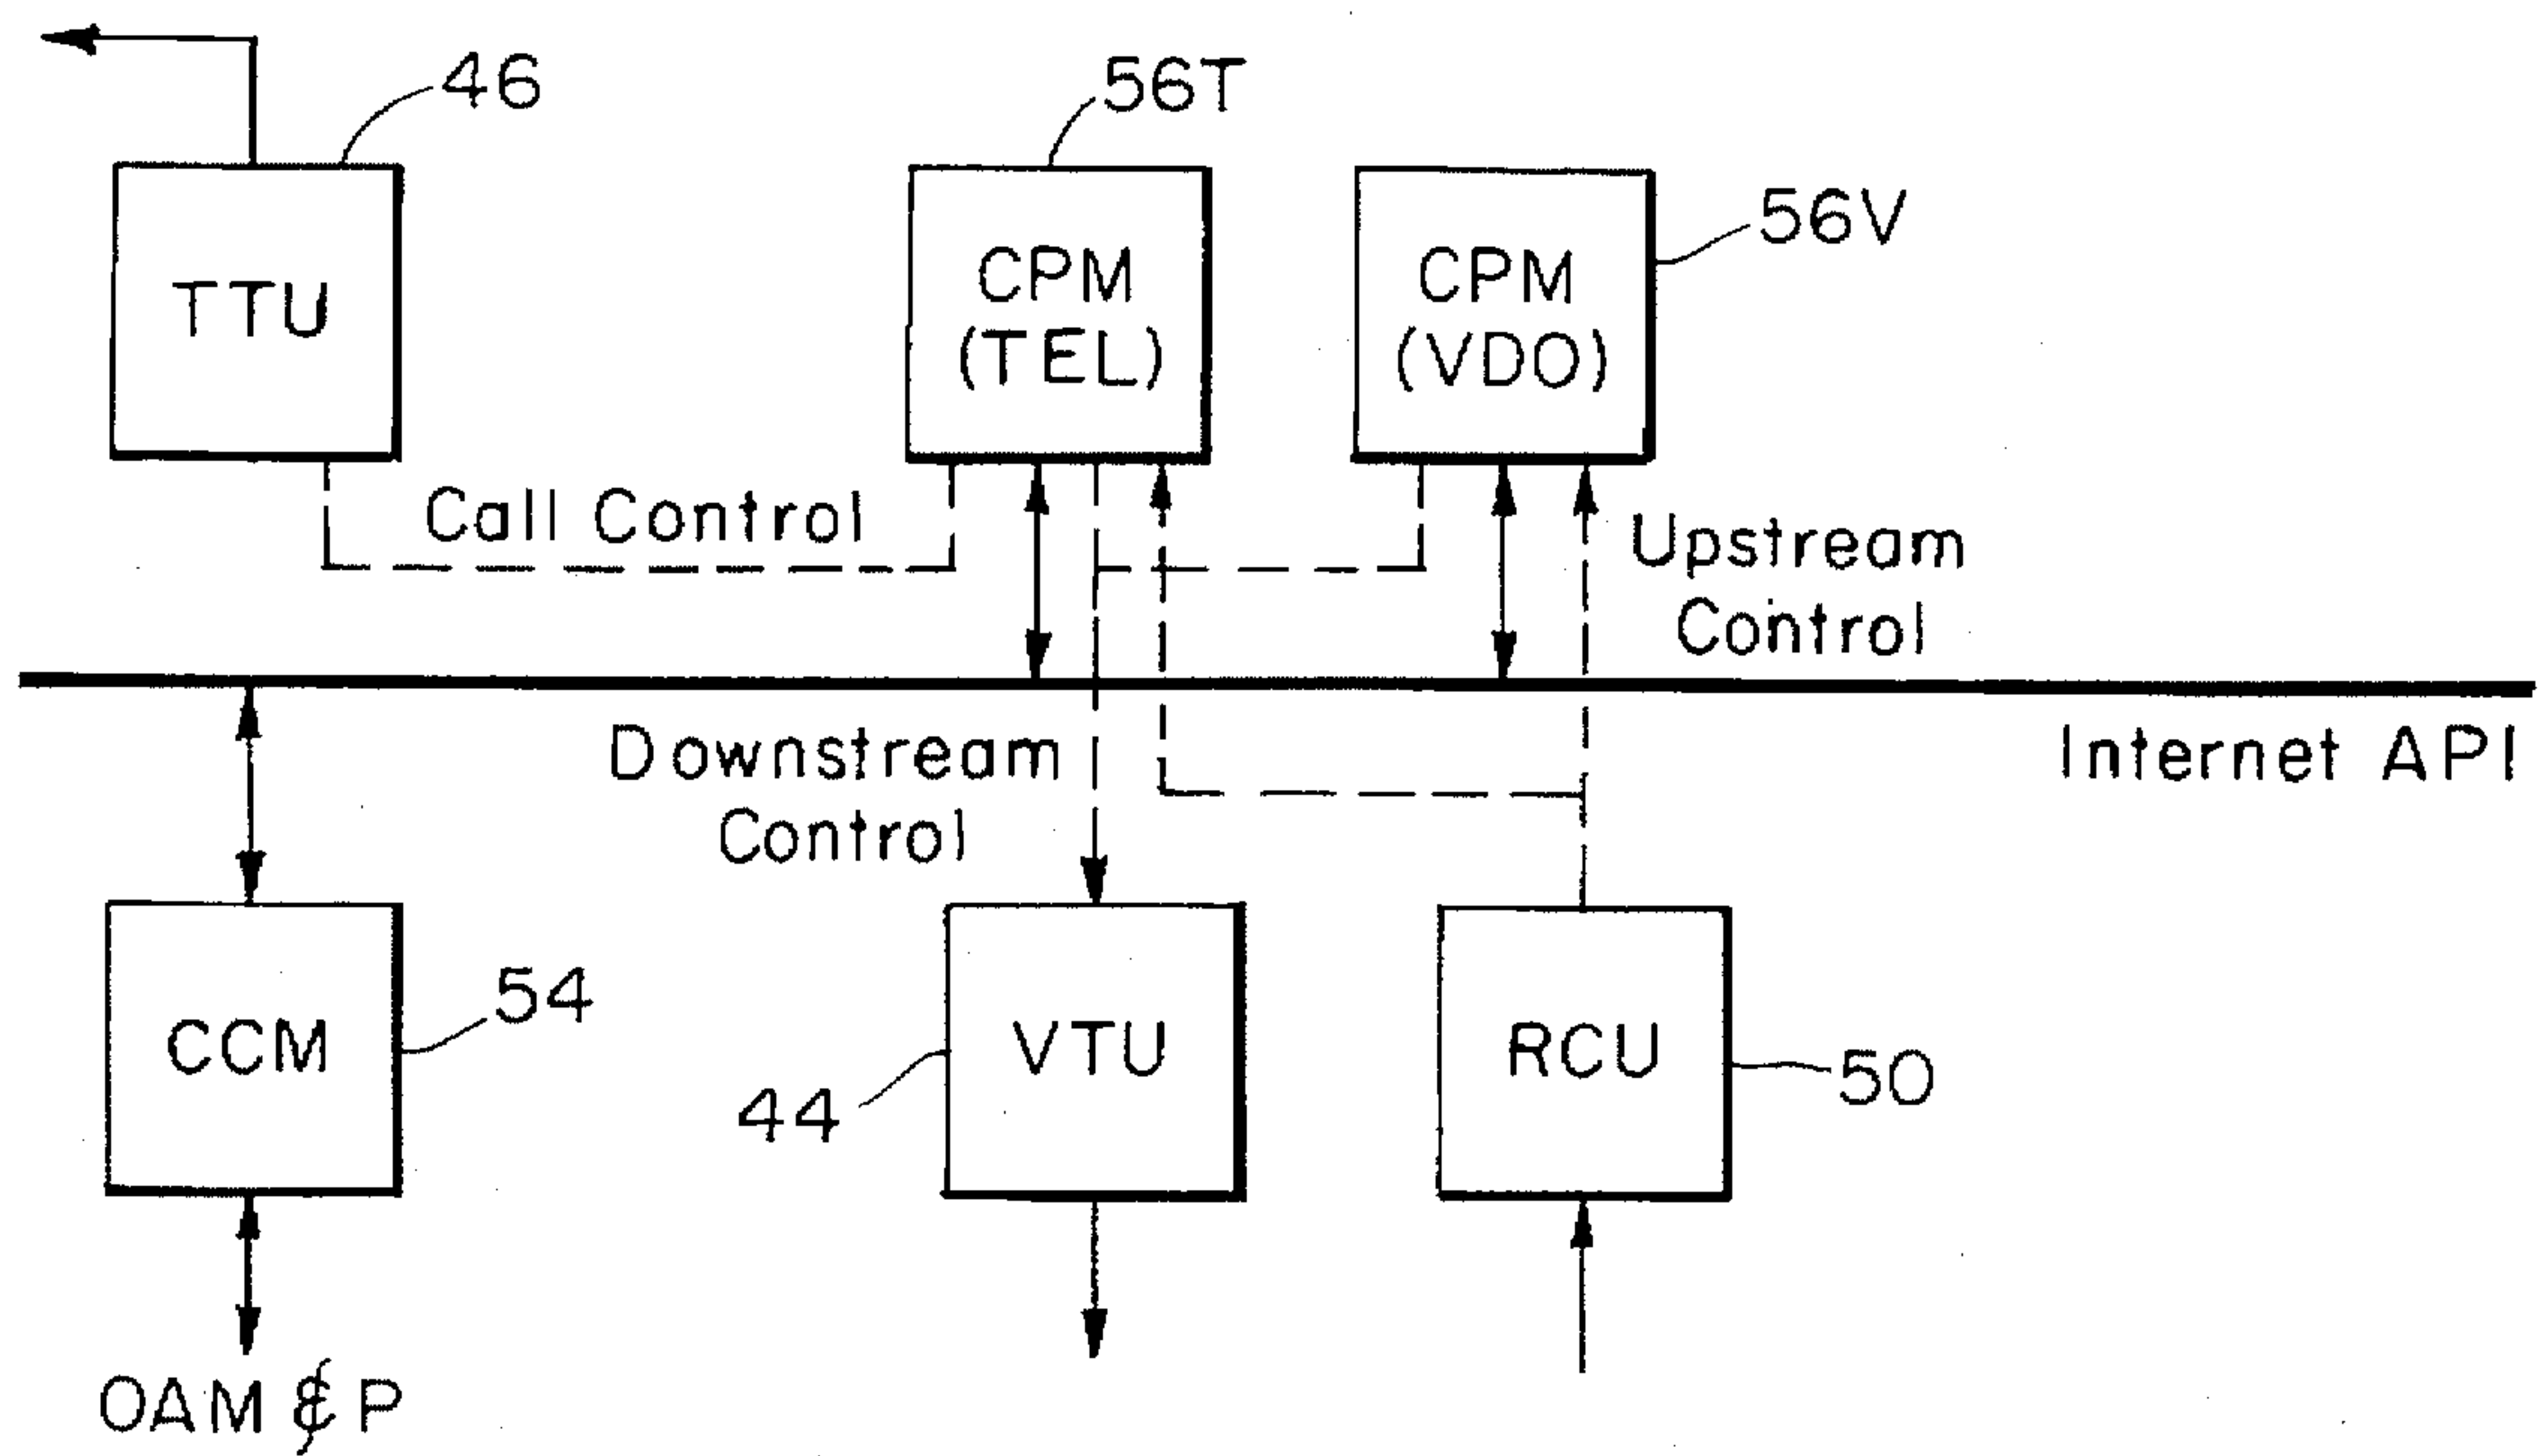 46
56T
56V
TTU
CPM
(TEL)
CPM
(VDO)
Call Control
Upstream
Control
Downstream
Control
Internet API
CCM
54
VTU
44
RCU
50
OAM & P